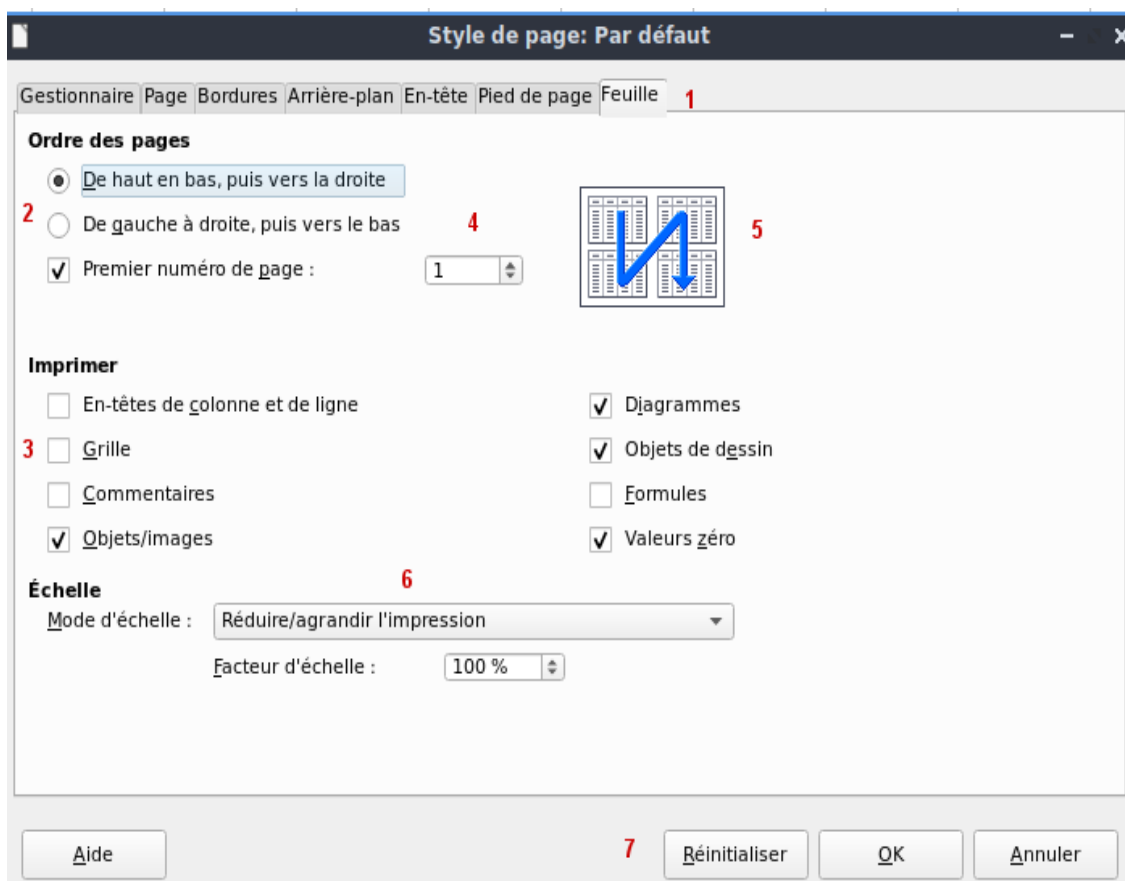 Style de page: Par défaut
Gestionnaire Page Bordures Arrière-plan En-tête Pied de page Feuille 1
Ordre des pages
De haut en bas, puis vers la droite
2 De gauche à droite, puis vers le bas 4 5
Premier numéro de page : 1
Imprimer
En-têtes de colonne et de ligne Diagrammes
3 Grille Objets de dessin
Commentaires Formules
Objets/images Valeurs zéro
6
Échelle
Mode d'échelle : Réduire/agrandir l'impression
Facteur d'échelle : 100 %
Aide 7 Réinitialiser OK Annuler